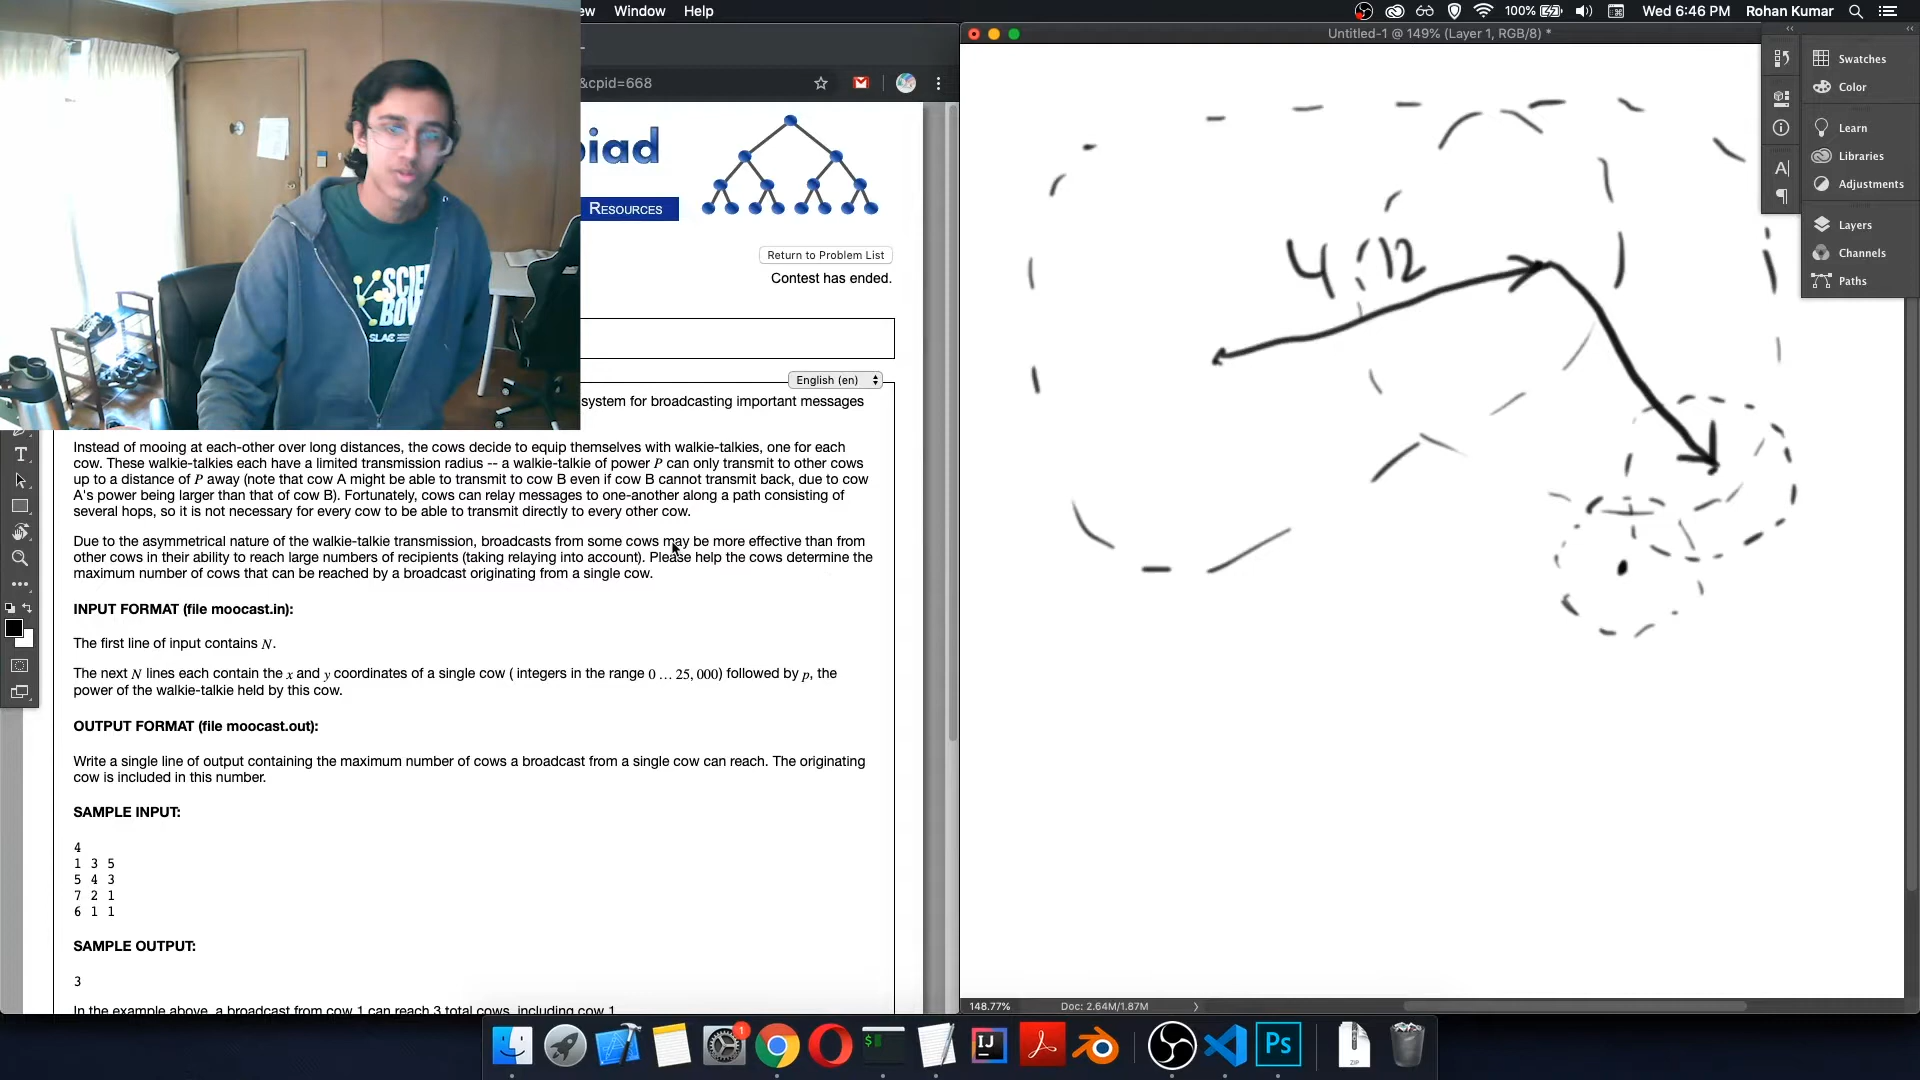 ew Window Help
100%
Wed 6:46 PM Rohan Kumar
Untitled-1 @ 149% (Layer 1, RGB/8) *
&cpid=668
Swatches
Color
Learn
Libraries
Adjustments
Layers
Channels
Paths
iad
RESOURCES
Return to Problem List
Contest has ended.
English (en)
SCIE
BOW
SLAC
system for broadcasting important messages
Instead of mooing at each-other over long distances, the cows decide to equip themselves with walkie-talkies, one for each
cow. These walkie-talkies each have a limited transmission radius -- a walkie-talkie of power P can only transmit to other cows
up to a distance of P away (note that cow A might be able to transmit to cow B even if cow B cannot transmit back, due to cow
A's power being larger than that of cow B). Fortunately, cows can relay messages to one-another along a path consisting of
several hops, so it is not necessary for every cow to be able to transmit directly to every other cow.
Due to the asymmetrical nature of the walkie-talkie transmission, broadcasts from some cows may be more effective than from
other cows in their ability to reach large numbers of recipients (taking relaying into account). Please help the cows determine the
maximum number of cows that can be reached by a broadcast originating from a single cow.
INPUT FORMAT (file moocast.in):
The first line of input contains N.
The next N lines each contain the x and y coordinates of a single cow ( integers in the range 0 … 25, 000) followed by p, the
power of the walkie-talkie held by this cow.
OUTPUT FORMAT (file moocast.out):
Write a single line of output containing the maximum number of cows a broadcast from a single cow can reach. The originating
cow is included in this number.
SAMPLE INPUT:
4
1 3 5
5 4 3
7 2 1
6 1 1
SAMPLE OUTPUT:
3
In the example above, a broadcast from cow 1 can reach 3 total cows, including cow 1.
4 12
148.77% Doc: 2.64M/1.87M
1
$
IJ
Ps
ZIP